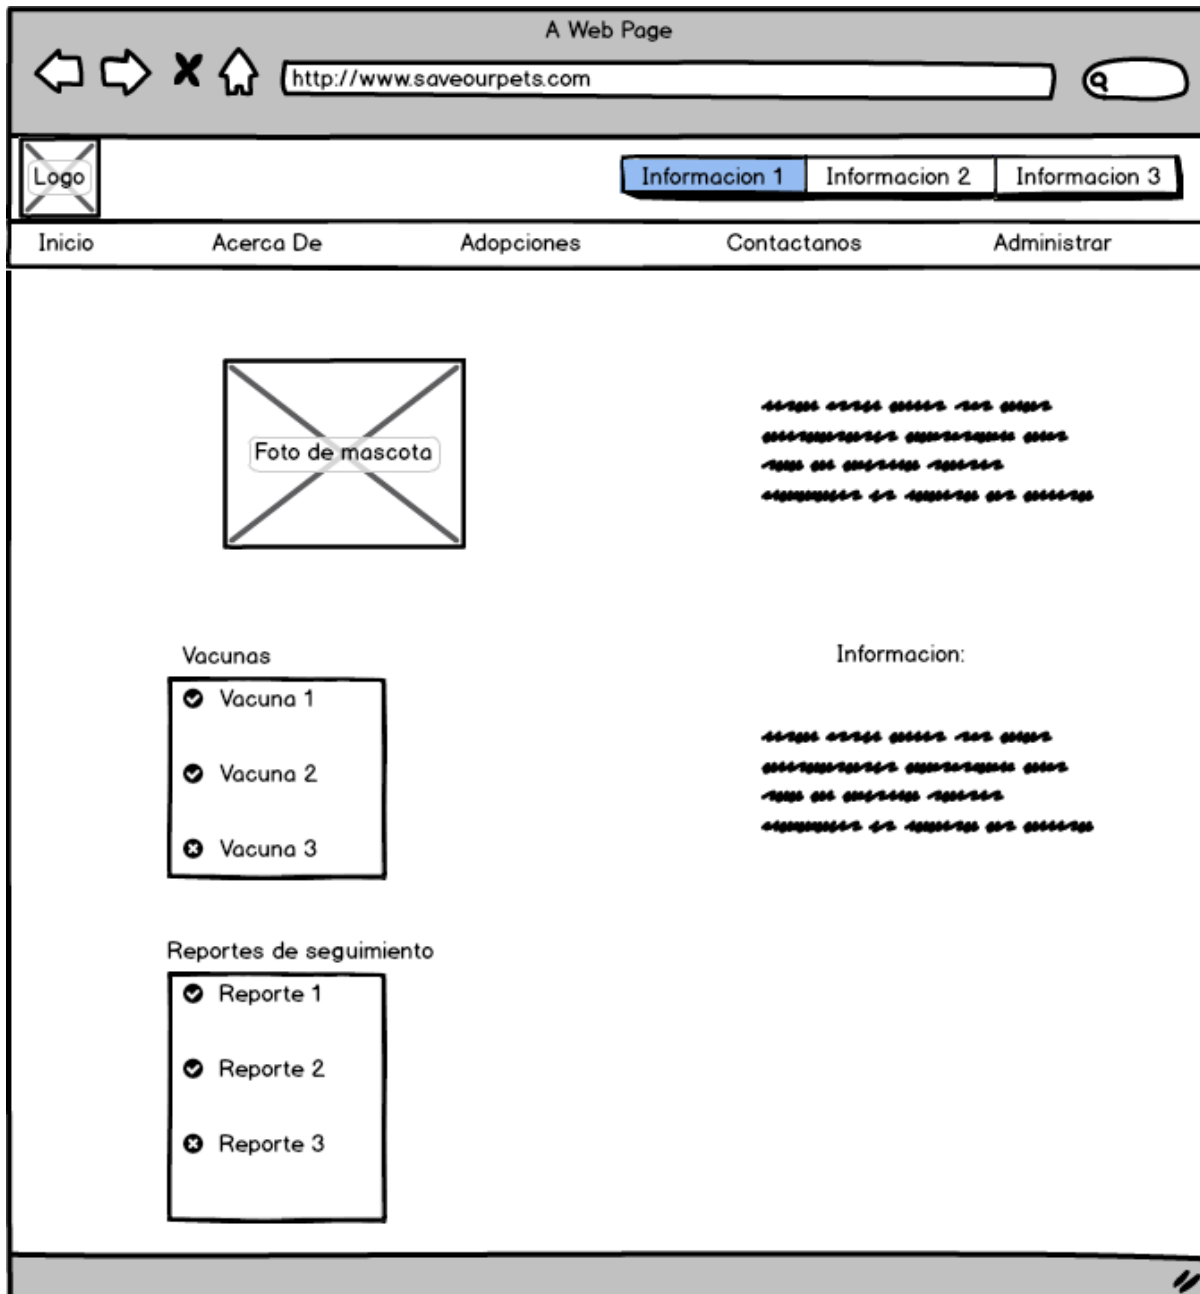 A Web Page
http://www.saveourpets.com
Logo
Informacion 1 Informacion 2 Informacion 3
Inicio Acerca De Adopciones Contactanos Administrar
Foto de mascota
Vacunas
Vacuna 1
Vacuna 2
Vacuna 3
Informacion:
Reportes de seguimiento
Reporte 1
Reporte 2
Reporte 3